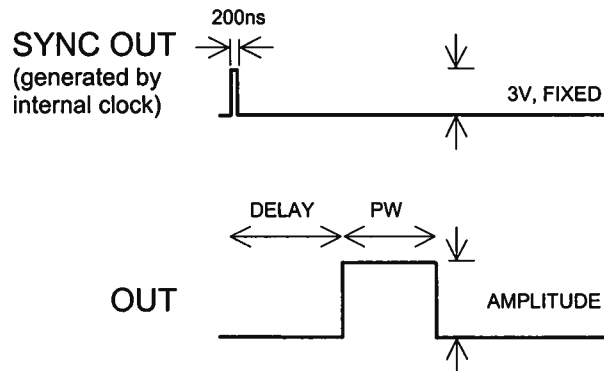 200ns
SYNC OUT
(generated by
internal clock)
3V, FIXED
DELAY
PW
OUT
AMPLITUDE